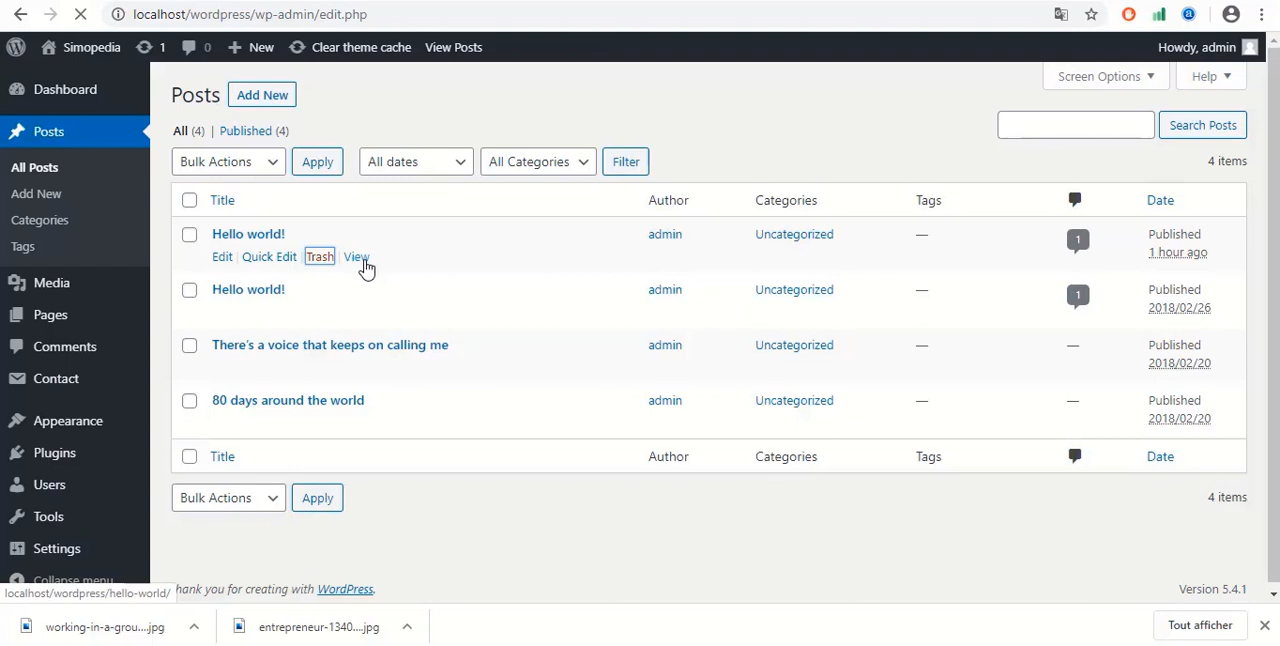 localhost/wordpress/wp-admin/edit.php
Simopedia 1 0 New Clear theme cache View Posts Howdy, admin
Dashboard
Posts
All Posts
Add New
Categories
Tags
Media
Pages
Comments
Contact
Appearance
Plugins
Users
Tools
Settings
Collapse menu
Screen Options Help
Posts Add New
All (4) | Published (4)
Search Posts
Bulk Actions Apply All dates All Categories Filter 4 items
Title Author Categories Tags Date
Hello world! admin Uncategorized — 1 Published
Edit | Quick Edit | Trash | View 1 hour ago
Hello world! admin Uncategorized — 1 Published
2018/02/26
There's a voice that keeps on calling me admin Uncategorized — — Published
2018/02/20
80 days around the world admin Uncategorized — — Published
2018/02/20
Title Author Categories Tags Date
Bulk Actions Apply 4 items
hank you for creating with WordPress. Version 5.4.1
localhost/wordpress/hello-world/
working-in-a-grou....jpg entrepreneur-1340....jpg Tout afficher